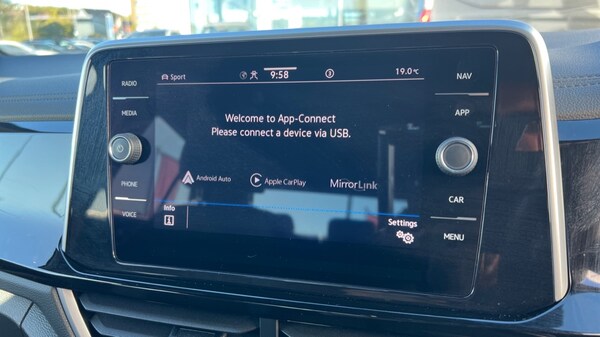 RADIO
MEDIA
PHONE
VOICE
Sport
9:58
19.0°C
Welcome to App-Connect
Please connect a device via USB.
Android Auto
Apple CarPlay
MirrorLink
Info
Settings
NAV
APP
CAR
MENU